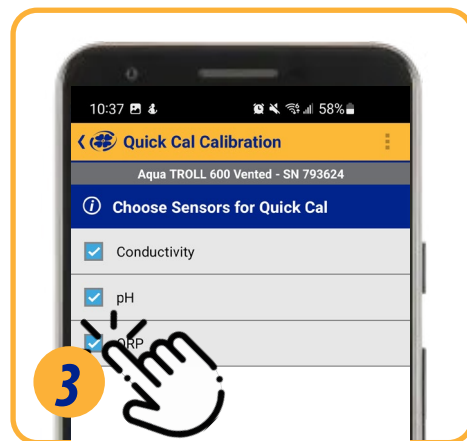 10:37 58%
Quick Cal Calibration
Aqua TROLL 600 Vented - SN 793624
Choose Sensors for Quick Cal
Conductivity
pH
ORP
3